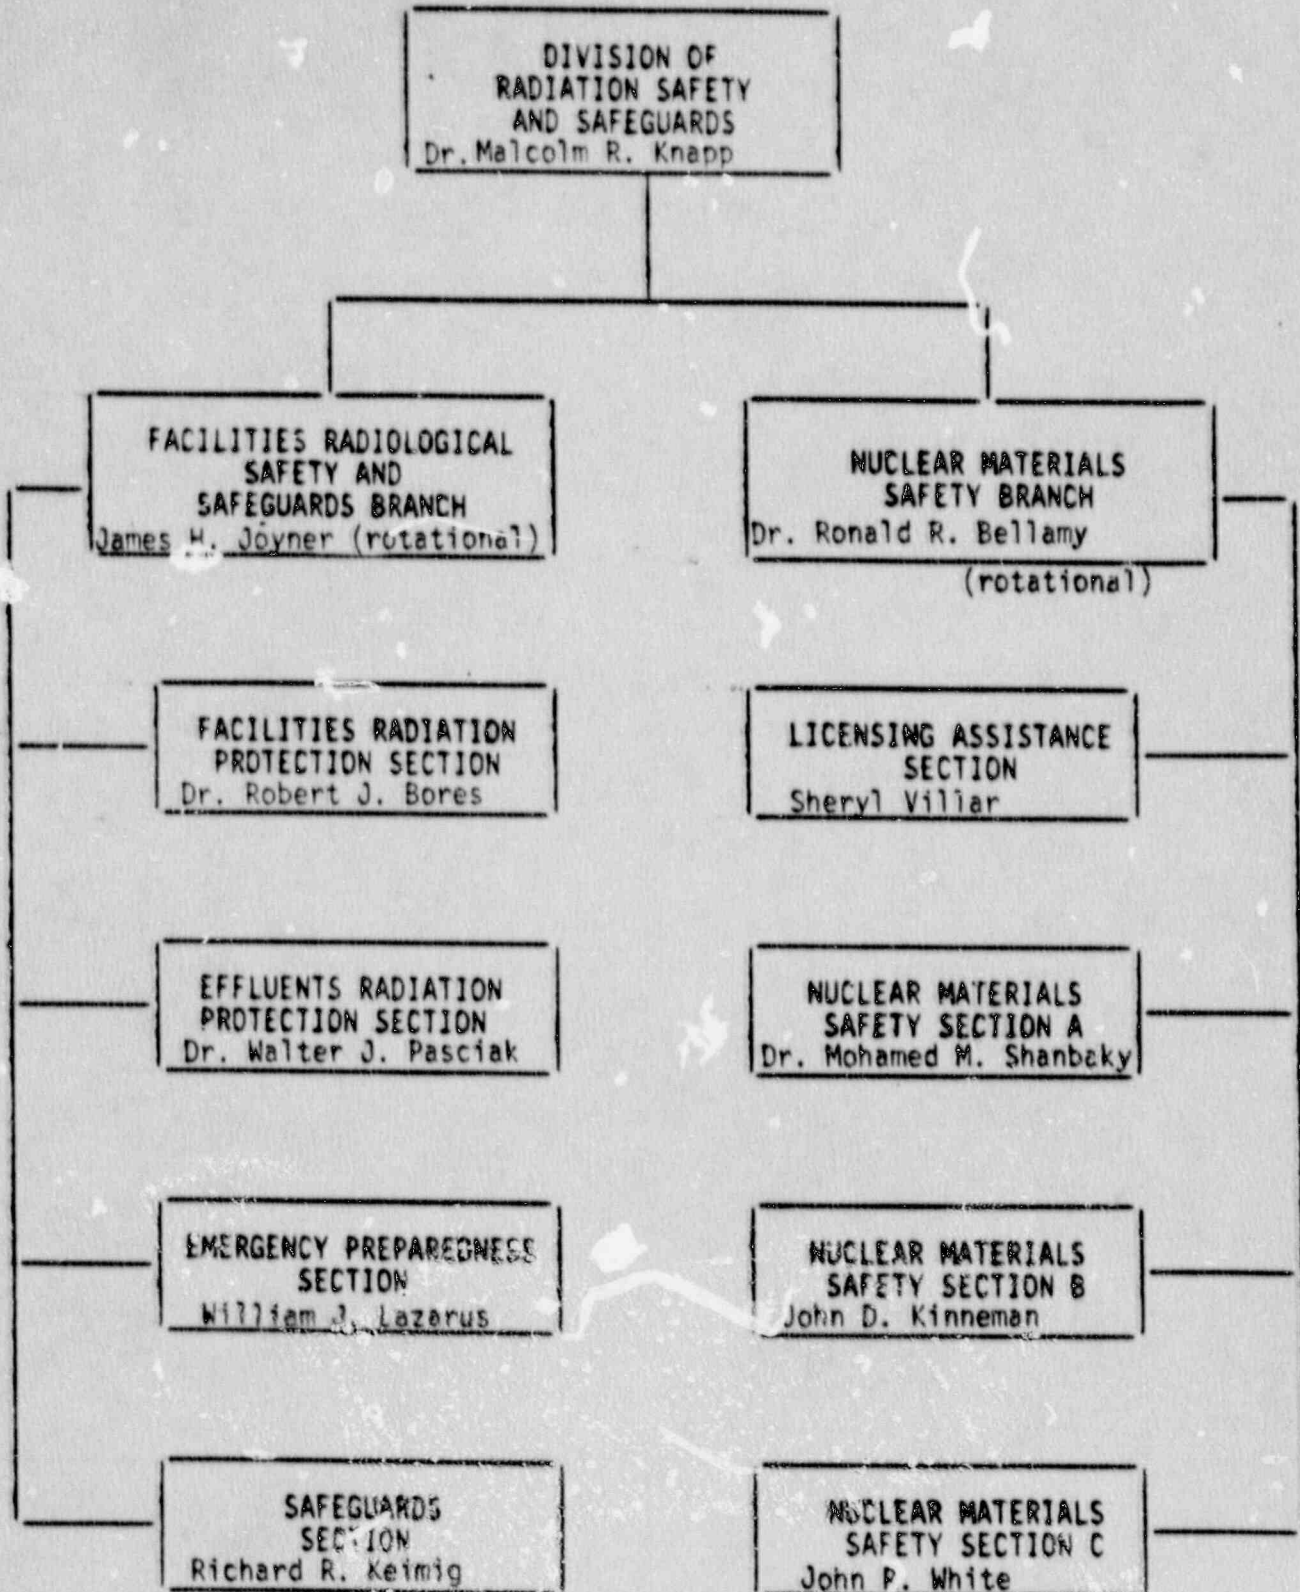 DIVISION OF
RADIATION SAFETY
AND SAFEGUARDS
Dr. Malcolm R. Knapp
FACILITIES RADIOLOGICAL
SAFETY AND
SAFEGUARDS BRANCH
James H. Joyner (rotational)
NUCLEAR MATERIALS
SAFETY BRANCH
Dr. Ronald R. Bellamy
(rotational)
FACILITIES RADIATION
PROTECTION SECTION
Dr. Robert J. Bores
LICENSING ASSISTANCE
SECTION
Sheryl Villar
EFFLUENTS RADIATION
PROTECTION SECTION
Dr. Walter J. Pasciak
NUCLEAR MATERIALS
SAFETY SECTION A
Dr. Mohamed M. Shanbaky
EMERGENCY PREPAREDNESS
SECTION
William J. Lazarus
NUCLEAR MATERIALS
SAFETY SECTION B
John D. Kinneman
SAFEGUARDS
SECTION
Richard R. Keimig
NUCLEAR MATERIALS
SAFETY SECTION C
John P. White